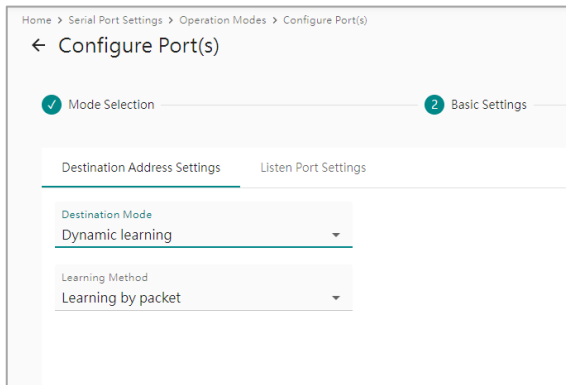 Home > Serial Port Settings > Operation Modes > Configure Port(s)
← Configure Port(s)
✓ Mode Selection 2 Basic Settings
Destination Address Settings Listen Port Settings
Destination Mode
Dynamic learning
Learning Method
Learning by packet